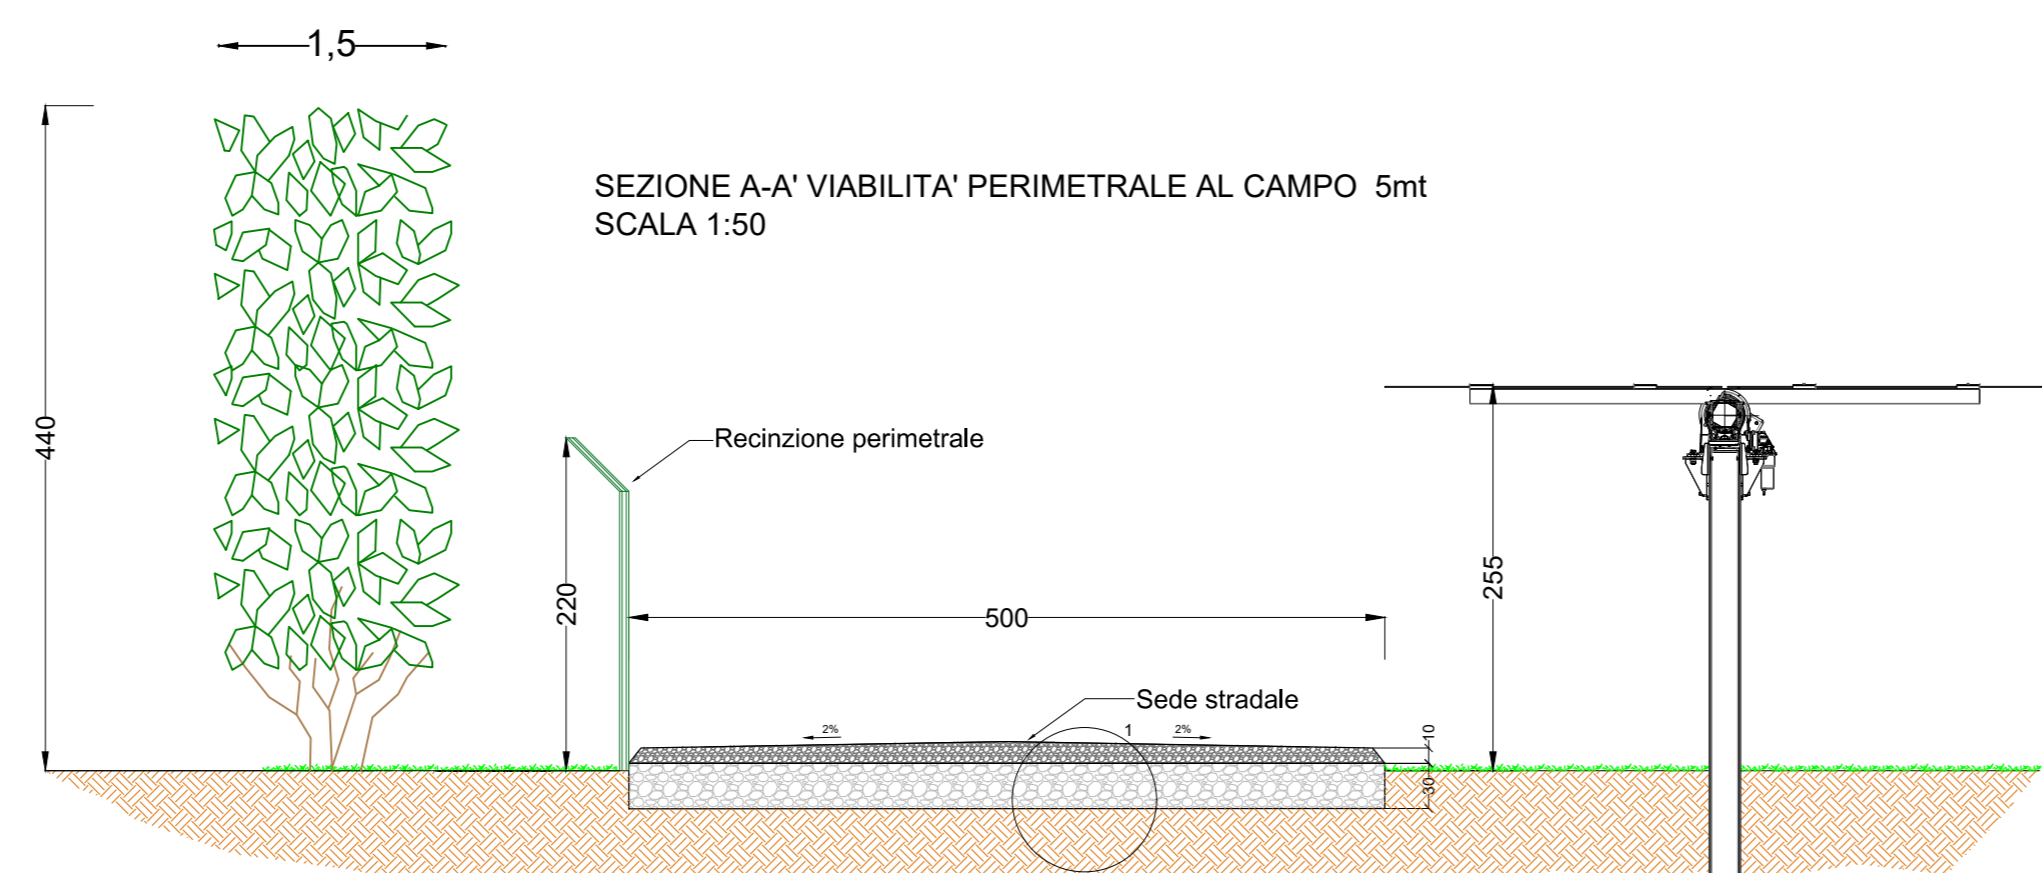 1,5
SEZIONE A-A' VIABILITA' PERIMETRALE AL CAMPO 5mt
SCALA 1:50
440
Recinzione perimetrale
220
500
255
Sede stradale
2%
1
2%
10
30